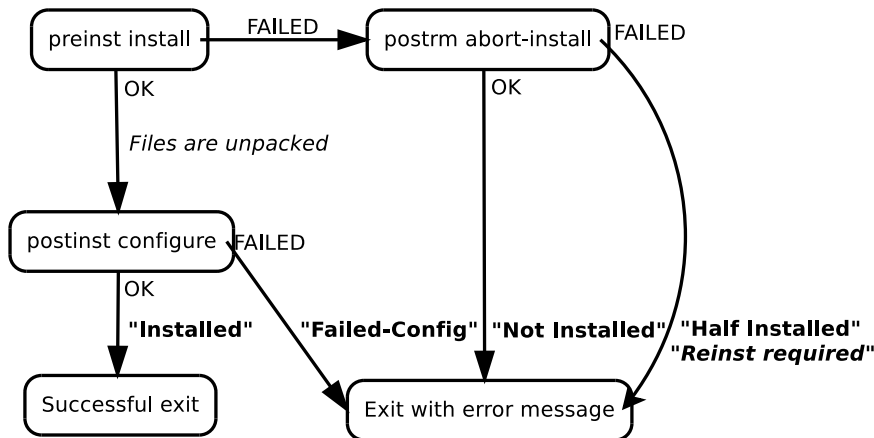 preinst install
FAILED
postrm abort-install
FAILED
OK
OK
Files are unpacked
postinst configure
FAILED
OK
"Installed"
"Failed-Config"
"Not Installed"
"Half Installed"
"Reinst required"
Successful exit
Exit with error message